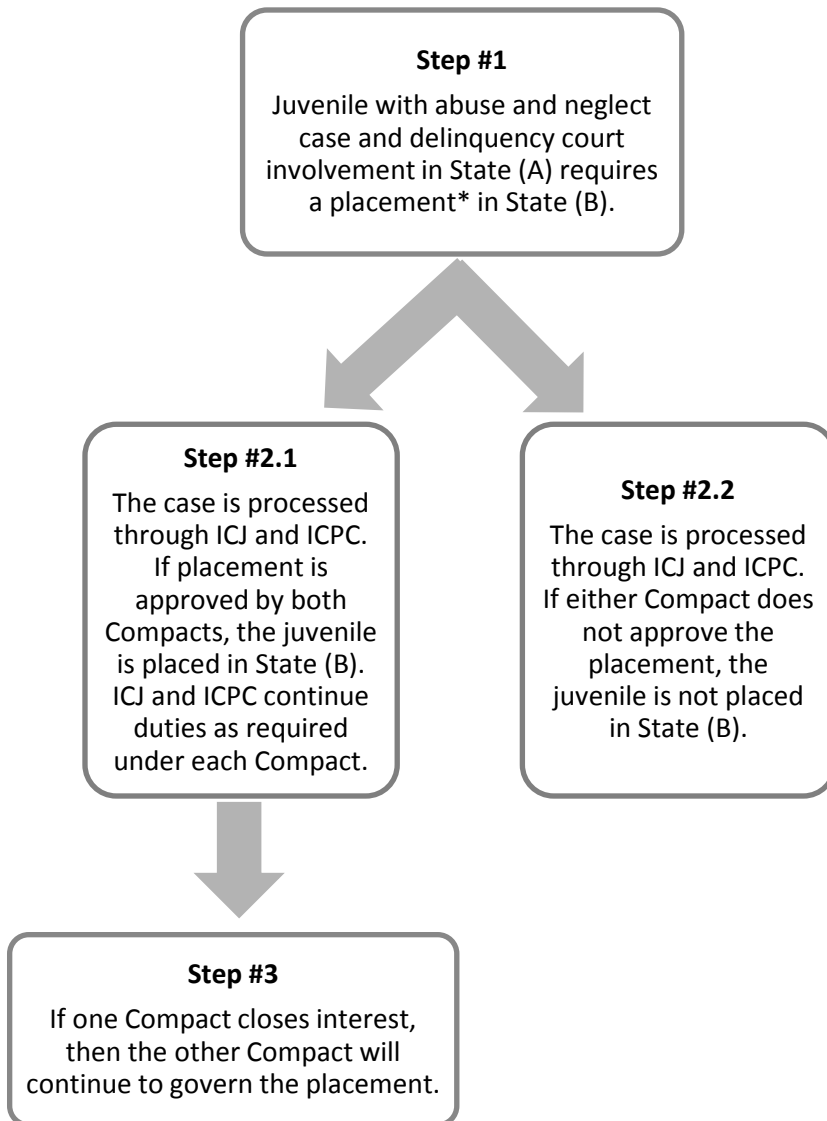 Step #1
Juvenile with abuse and neglect
case and delinquency court
involvement in State (A) requires
a placement* in State (B).
Step #2.1
The case is processed
through ICJ and ICPC.
If placement is
approved by both
Compacts, the juvenile
is placed in State (B).
ICJ and ICPC continue
duties as required
under each Compact.
Step #2.2
The case is processed
through ICJ and ICPC.
If either Compact does
not approve the
placement, the
juvenile is not placed
in State (B).
Step #3
If one Compact closes interest,
then the other Compact will
continue to govern the placement.